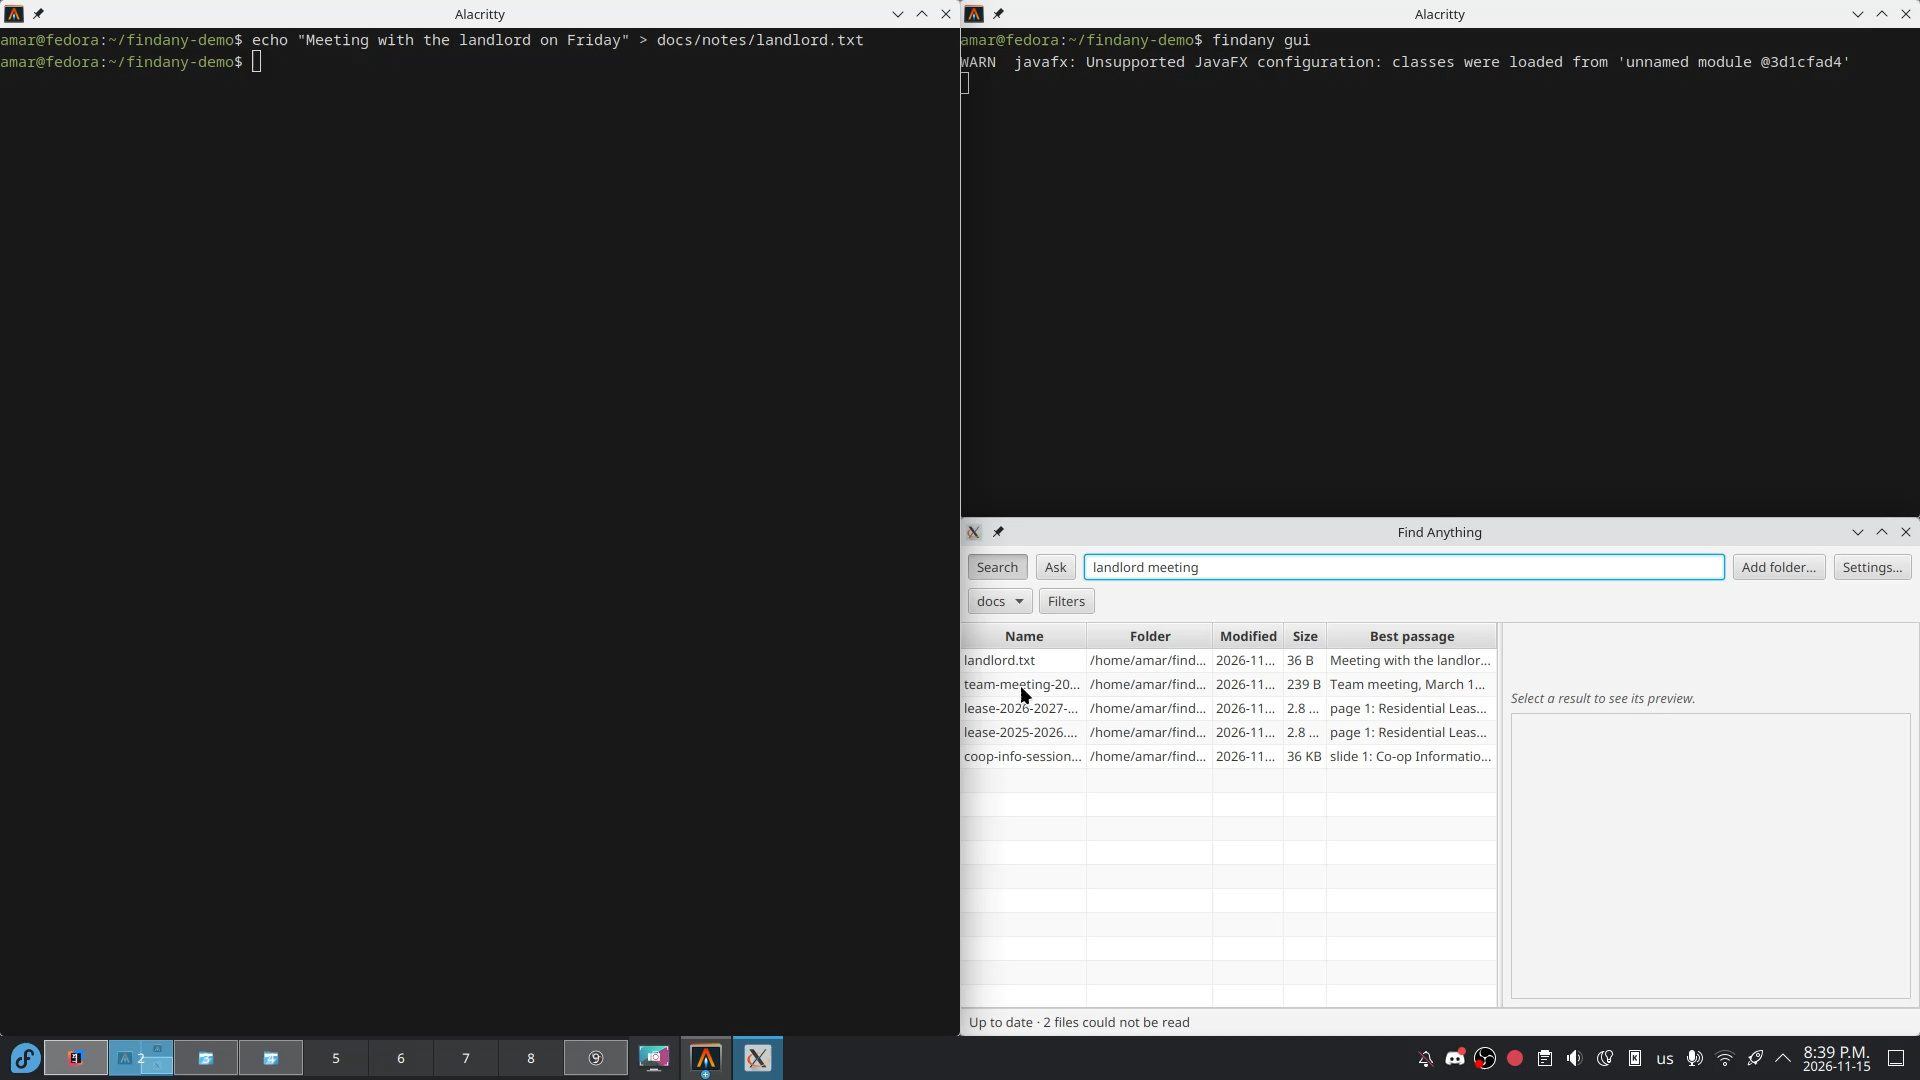 Alacritty
amar@fedora:~/findany-demo$ echo "Meeting with the landlord on Friday" > docs/notes/landlord.txt
amar@fedora:~/findany-demo$
Alacritty
amar@fedora:~/findany-demo$ findany gui
WARN  javafx: Unsupported JavaFX configuration: classes were loaded from 'unnamed module @3d1cfad4'
Find Anything
Search Ask landlord meeting Add folder... Settings...
docs Filters
Name Folder Modified Size Best passage
landlord.txt /home/amar/find... 2026-11... 36 B Meeting with the landlor...
team-meeting-20... /home/amar/find... 2026-11... 239 B Team meeting, March 1...
lease-2026-2027-... /home/amar/find... 2026-11... 2.8 ... page 1: Residential Leas...
lease-2025-2026.... /home/amar/find... 2026-11... 2.8 ... page 1: Residential Leas...
coop-info-session... /home/amar/find... 2026-11... 36 KB slide 1: Co-op Informatio...
Select a result to see its preview.
Up to date · 2 files could not be read
2 5 6 7 8 9 us 8:39 P.M.
2026-11-15